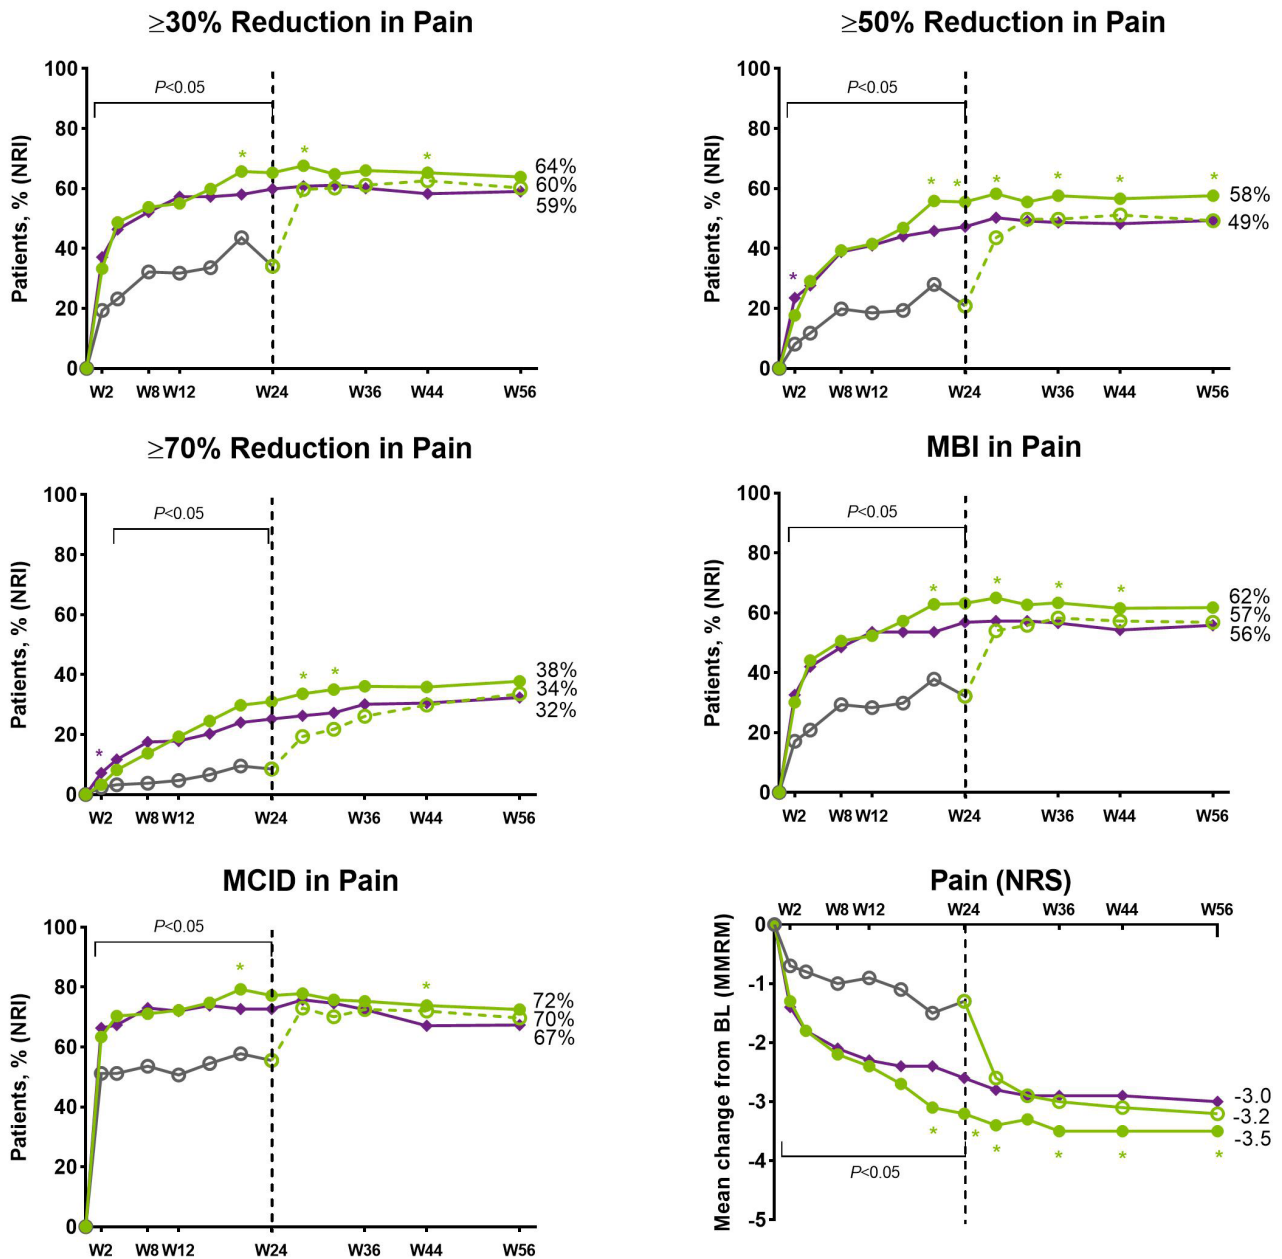 ≥30% Reduction in Pain
Patients, % (NRI)
100
80
60
40
20
0
P<0.05
*
*
*
64%
60%
59%
W2 W8 W12 W24 W36 W44 W56
≥50% Reduction in Pain
Patients, % (NRI)
100
80
60
40
20
0
P<0.05
*
* * * * * *
58%
49%
W2 W8 W12 W24 W36 W44 W56
≥70% Reduction in Pain
Patients, % (NRI)
100
80
60
40
20
0
P<0.05
*
* *
38%
34%
32%
W2 W8 W12 W24 W36 W44 W56
MBI in Pain
Patients, % (NRI)
100
80
60
40
20
0
P<0.05
* * * *
62%
57%
56%
W2 W8 W12 W24 W36 W44 W56
MCID in Pain
Patients, % (NRI)
100
80
60
40
20
0
P<0.05
* *
72%
70%
67%
W2 W8 W12 W24 W36 W44 W56
Pain (NRS)
W2 W8 W12 W24 W36 W44 W56
Mean change from BL (MMRM)
0
-1
-2
-3
-4
-5
-3.0
-3.2
-3.5
* * * * * *
P<0.05